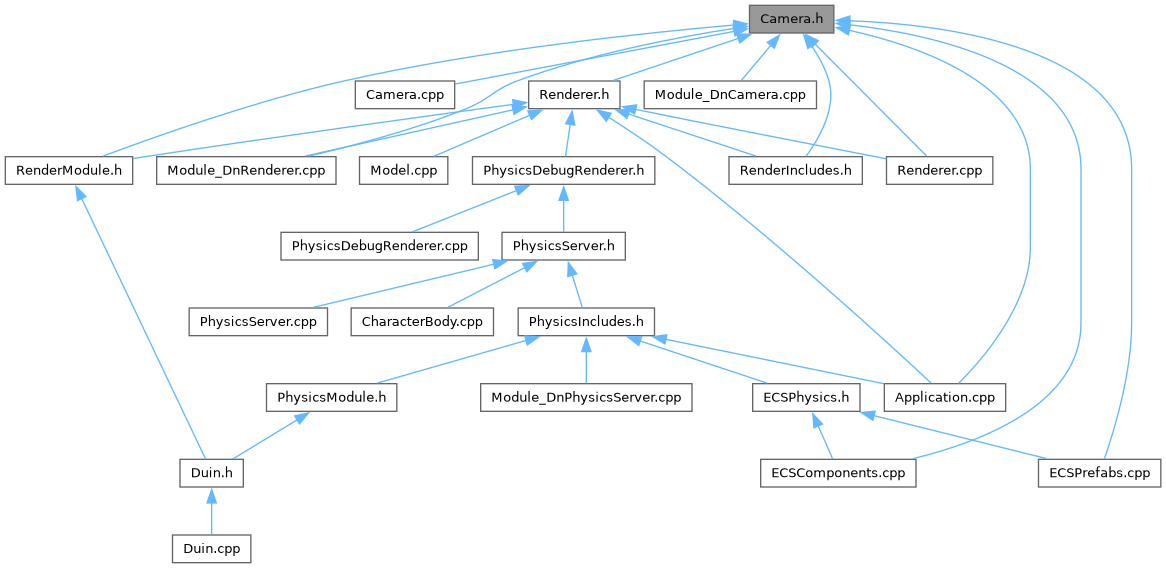 Camera.h
Camera.cpp
Renderer.h
Module_DnCamera.cpp
RenderModule.h
Module_DnRenderer.cpp
Model.cpp
PhysicsDebugRenderer.h
RenderIncludes.h
Renderer.cpp
PhysicsDebugRenderer.cpp
PhysicsServer.h
PhysicsServer.cpp
CharacterBody.cpp
PhysicsIncludes.h
PhysicsModule.h
Module_DnPhysicsServer.cpp
ECSPhysics.h
Application.cpp
Duin.h
ECSComponents.cpp
ECSPrefabs.cpp
Duin.cpp